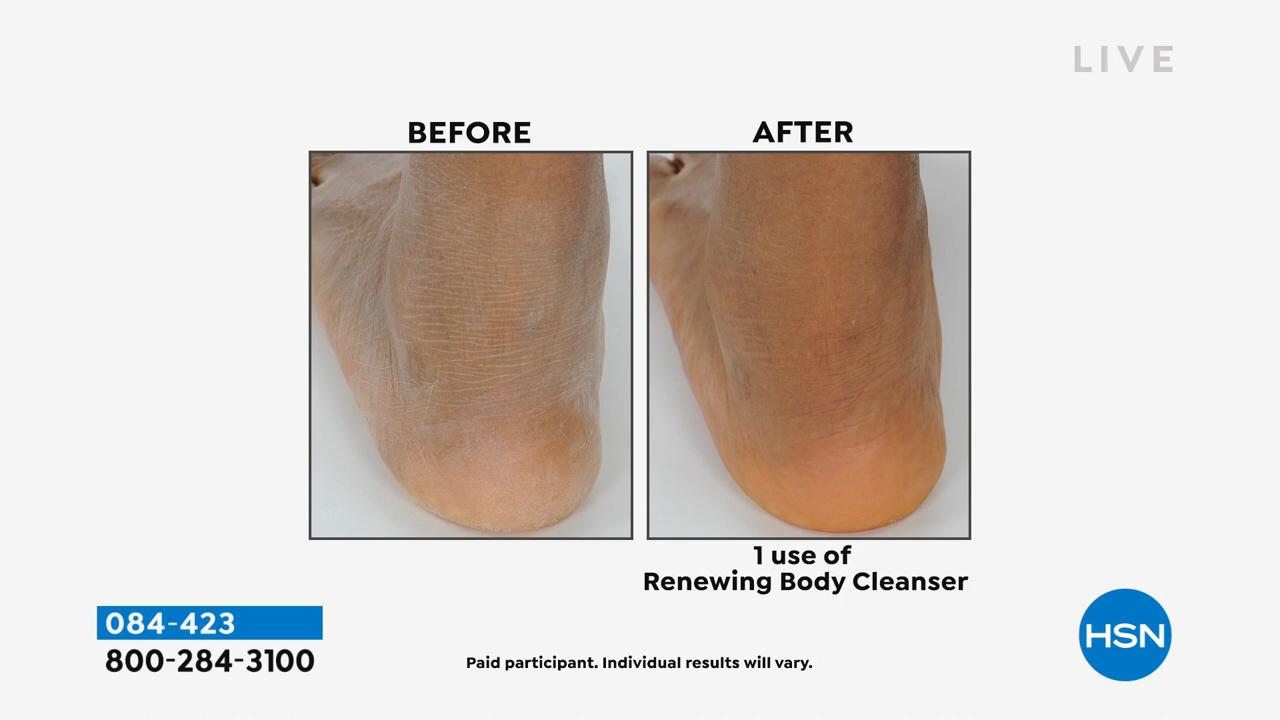 LIVE
BEFORE
AFTER
1 use of
Renewing Body Cleanser
084-423
800-284-3100
Paid participant. Individual results will vary.
HSN